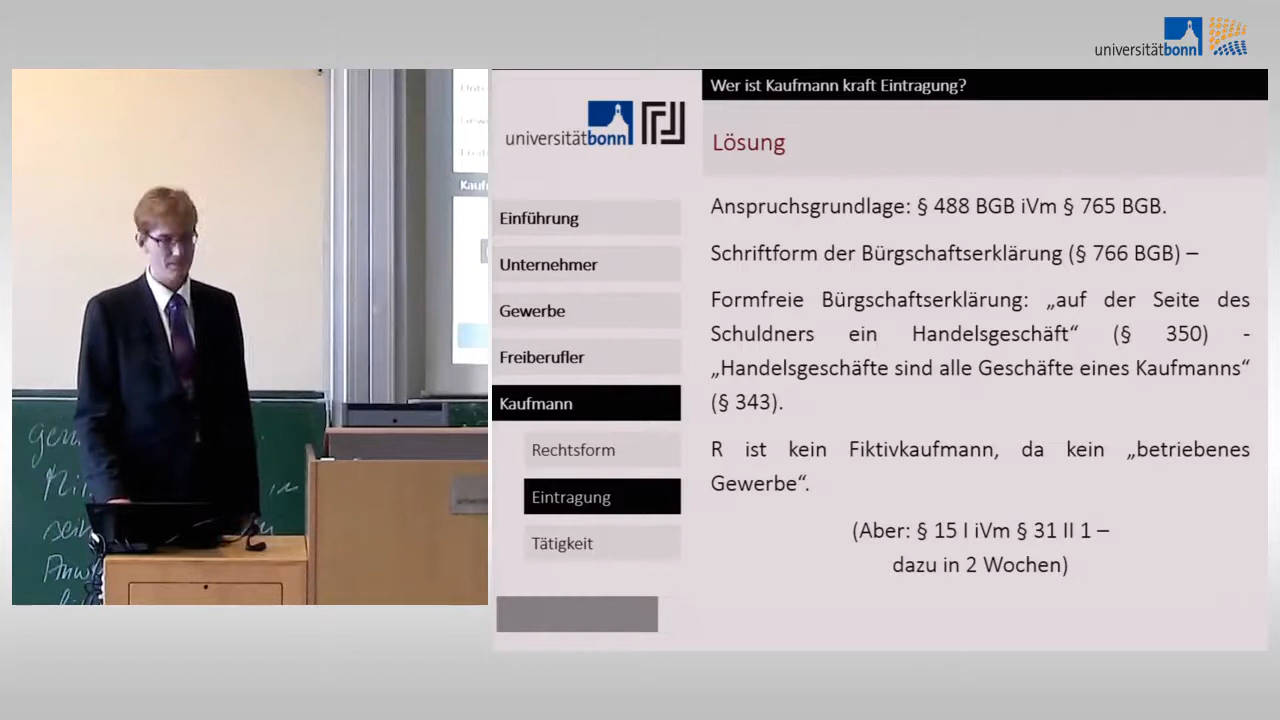 universitätbonn
Wer ist Kaufmann kraft Eintragung?
universitätbonn
Lösung
Einführung
Unternehmer
Gewerbe
Freiberufler
Kaufmann
Rechtsform
Eintragung
Tätigkeit
Anspruchsgrundlage: § 488 BGB iVm § 765 BGB.
Schriftform der Bürgschaftserklärung (§ 766 BGB) –
Formfreie Bürgschaftserklärung: „auf der Seite des
Schuldners ein Handelsgeschäft“ (§ 350) -
„Handelsgeschäfte sind alle Geschäfte eines Kaufmanns“
(§ 343).
R ist kein Fiktivkaufmann, da kein „betriebenes
Gewerbe“.
(Aber: § 15 I iVm § 31 II 1 –
dazu in 2 Wochen)